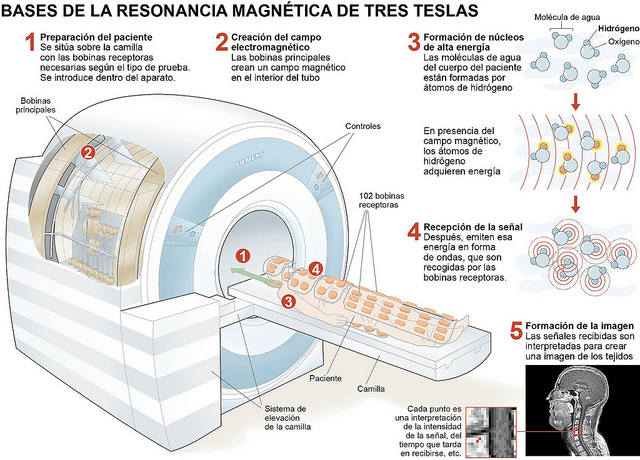 BASES DE LA RESONANCIA MAGNÉTICA DE TRES TESLAS
1 Preparación del paciente
Se sitúa sobre la camilla
con las bobinas receptoras
necesarias según el tipo de prueba.
Se introduce dentro del aparato.
2 Creación del campo
electromagnético
Las bobinas principales
crean un campo magnético
en el interior del tubo
3 Formación de núcleos
de alta energía
Las moléculas de agua
del cuerpo del paciente
están formadas por
átomos de hidrógeno
Molécula de agua
Hidrógeno
Oxígeno
En presencia del
campo magnético,
los átomos de
hidrógeno
adquieren energía
4 Recepción de la señal
Después, emiten esa
energía en forma
de ondas, que son
recogidas por las
bobinas receptoras.
5 Formación de la imagen
Las señales recibidas son
interpretadas para crear
una imagen de los tejidos
Cada punto es
una interpretación
de la intensidad
de la señal, del
tiempo que tarda
en recibirse, etc.
Bobinas
principales
2
SIEMENS
Controles
102 bobinas
receptoras
1
4
3
Paciente
Camilla
Sistema de
elevación
de la camilla